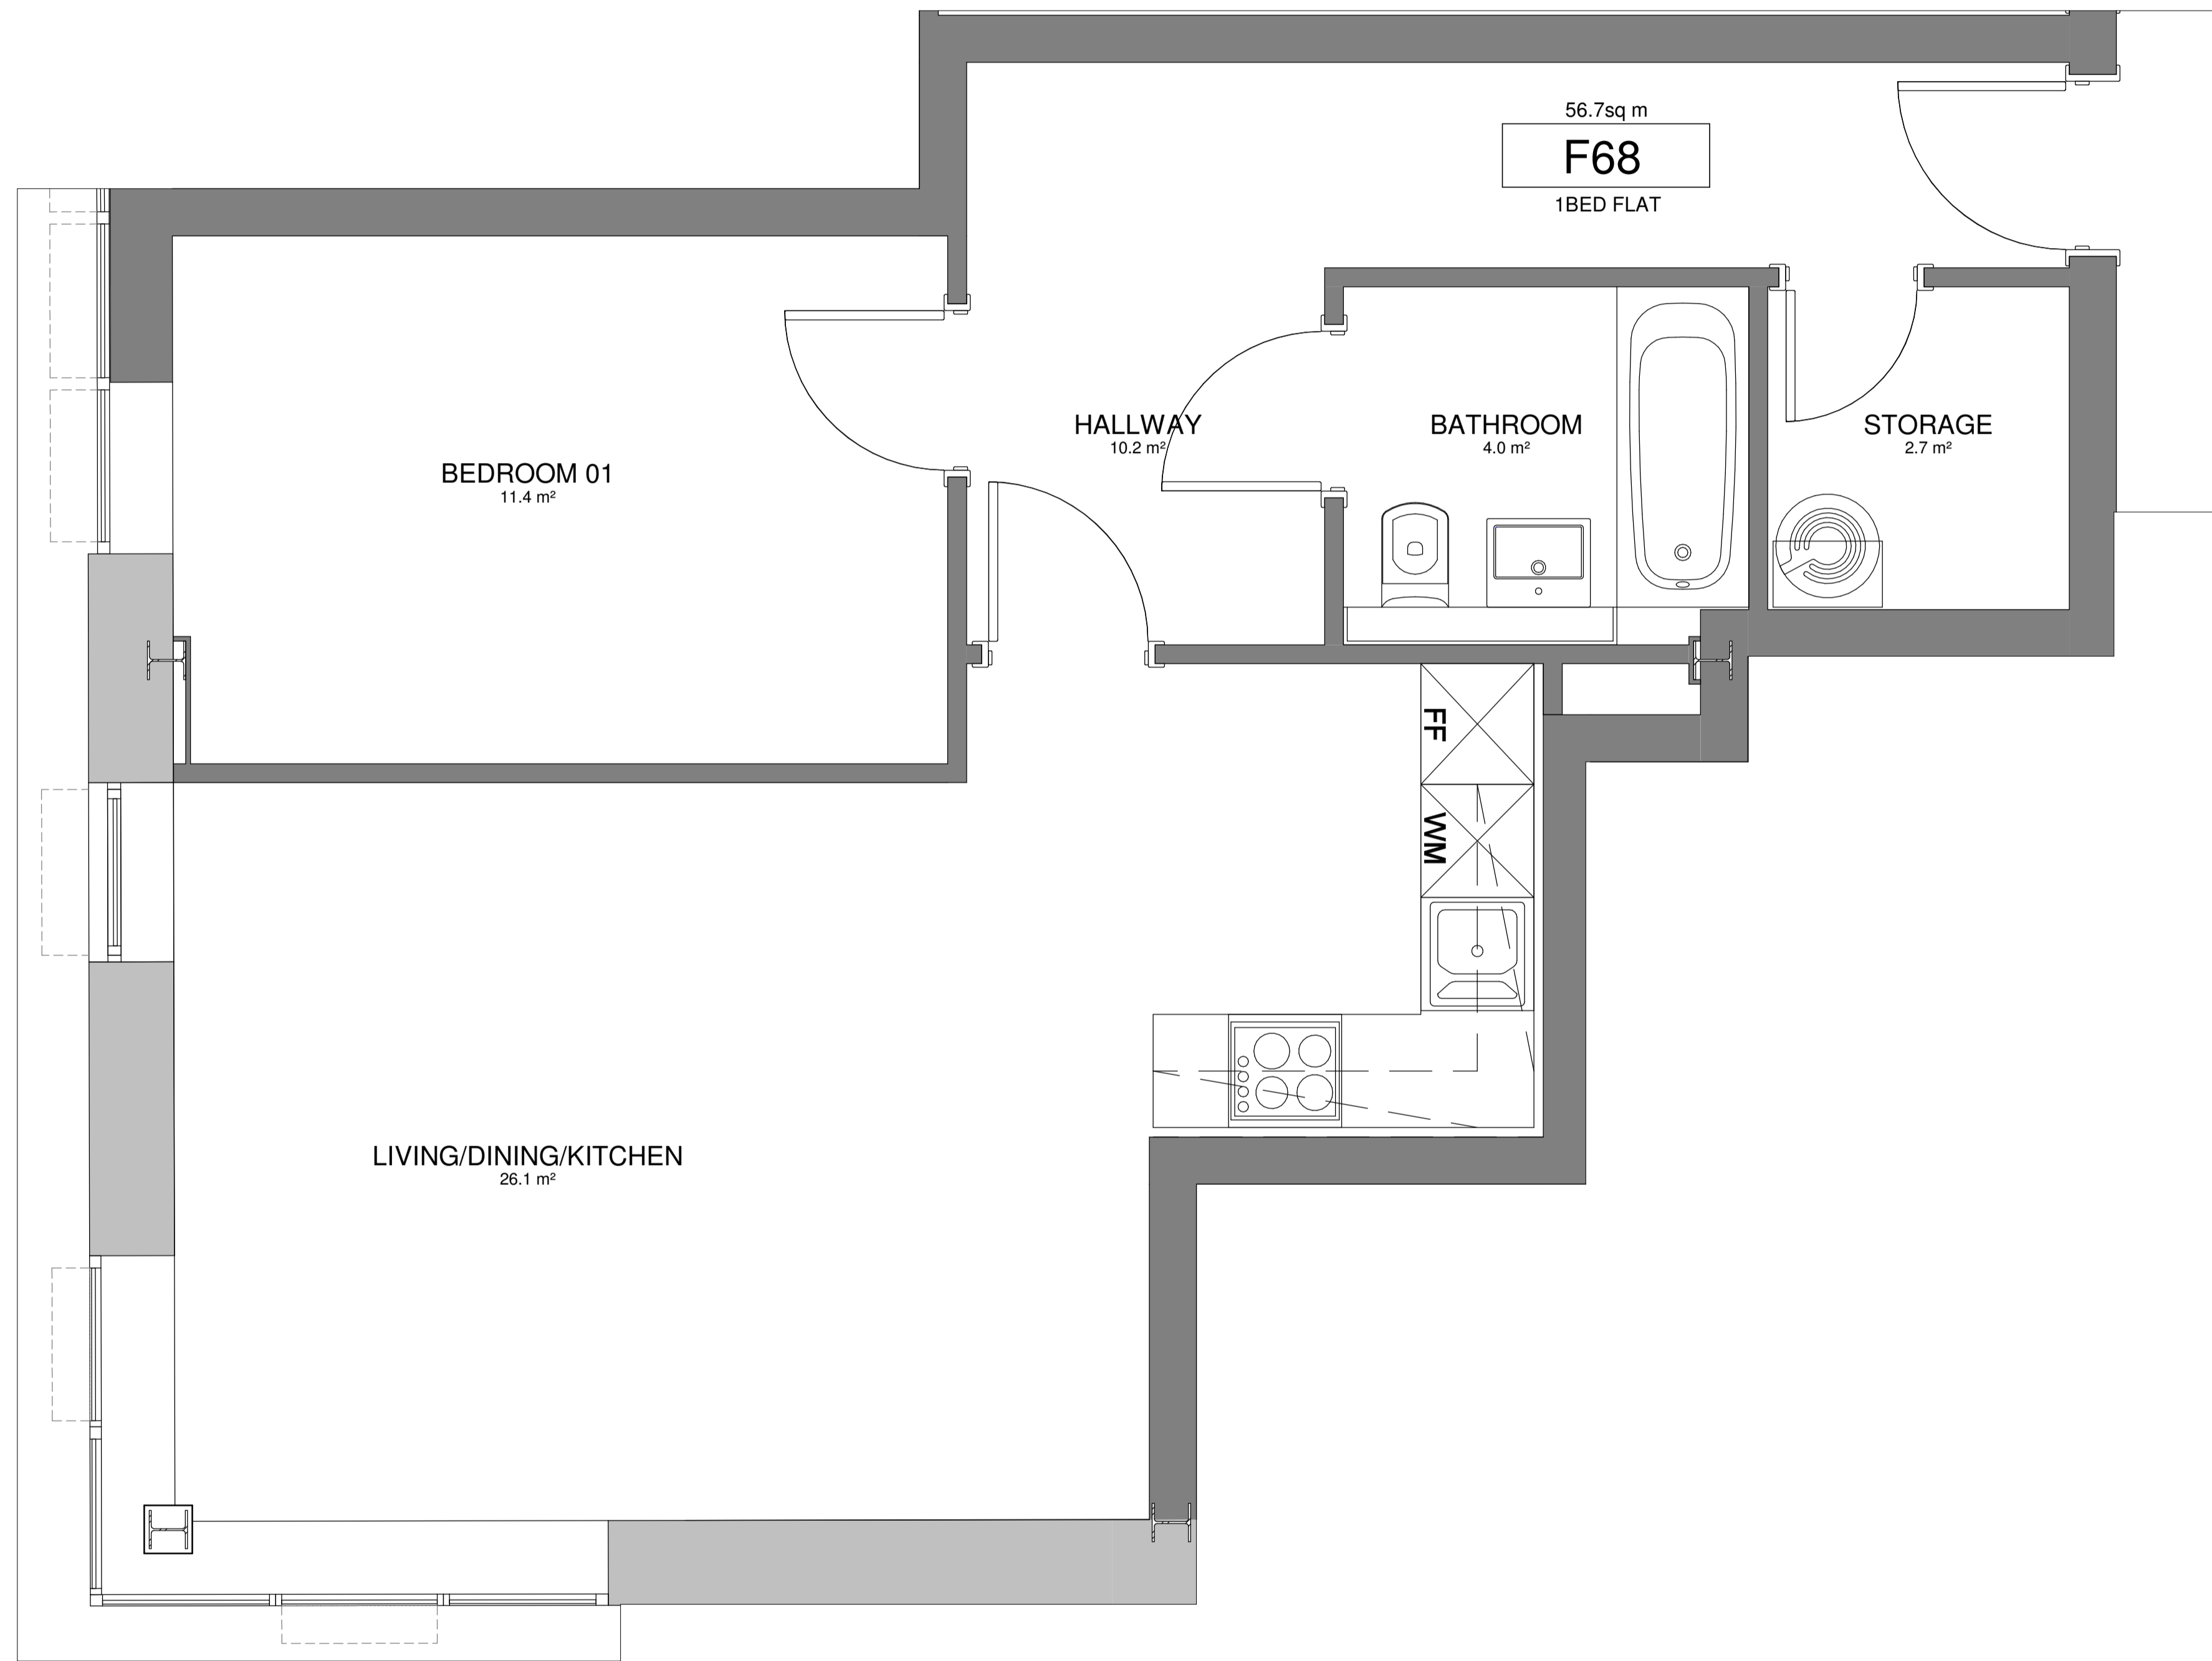 56.7sq m
F68
1BED FLAT
HALLWAY
10.2 m²
BATHROOM
4.0 m²
STORAGE
2.7 m²
BEDROOM 01
11.4 m²
FF
WM
LIVING/DINING/KITCHEN
26.1 m²